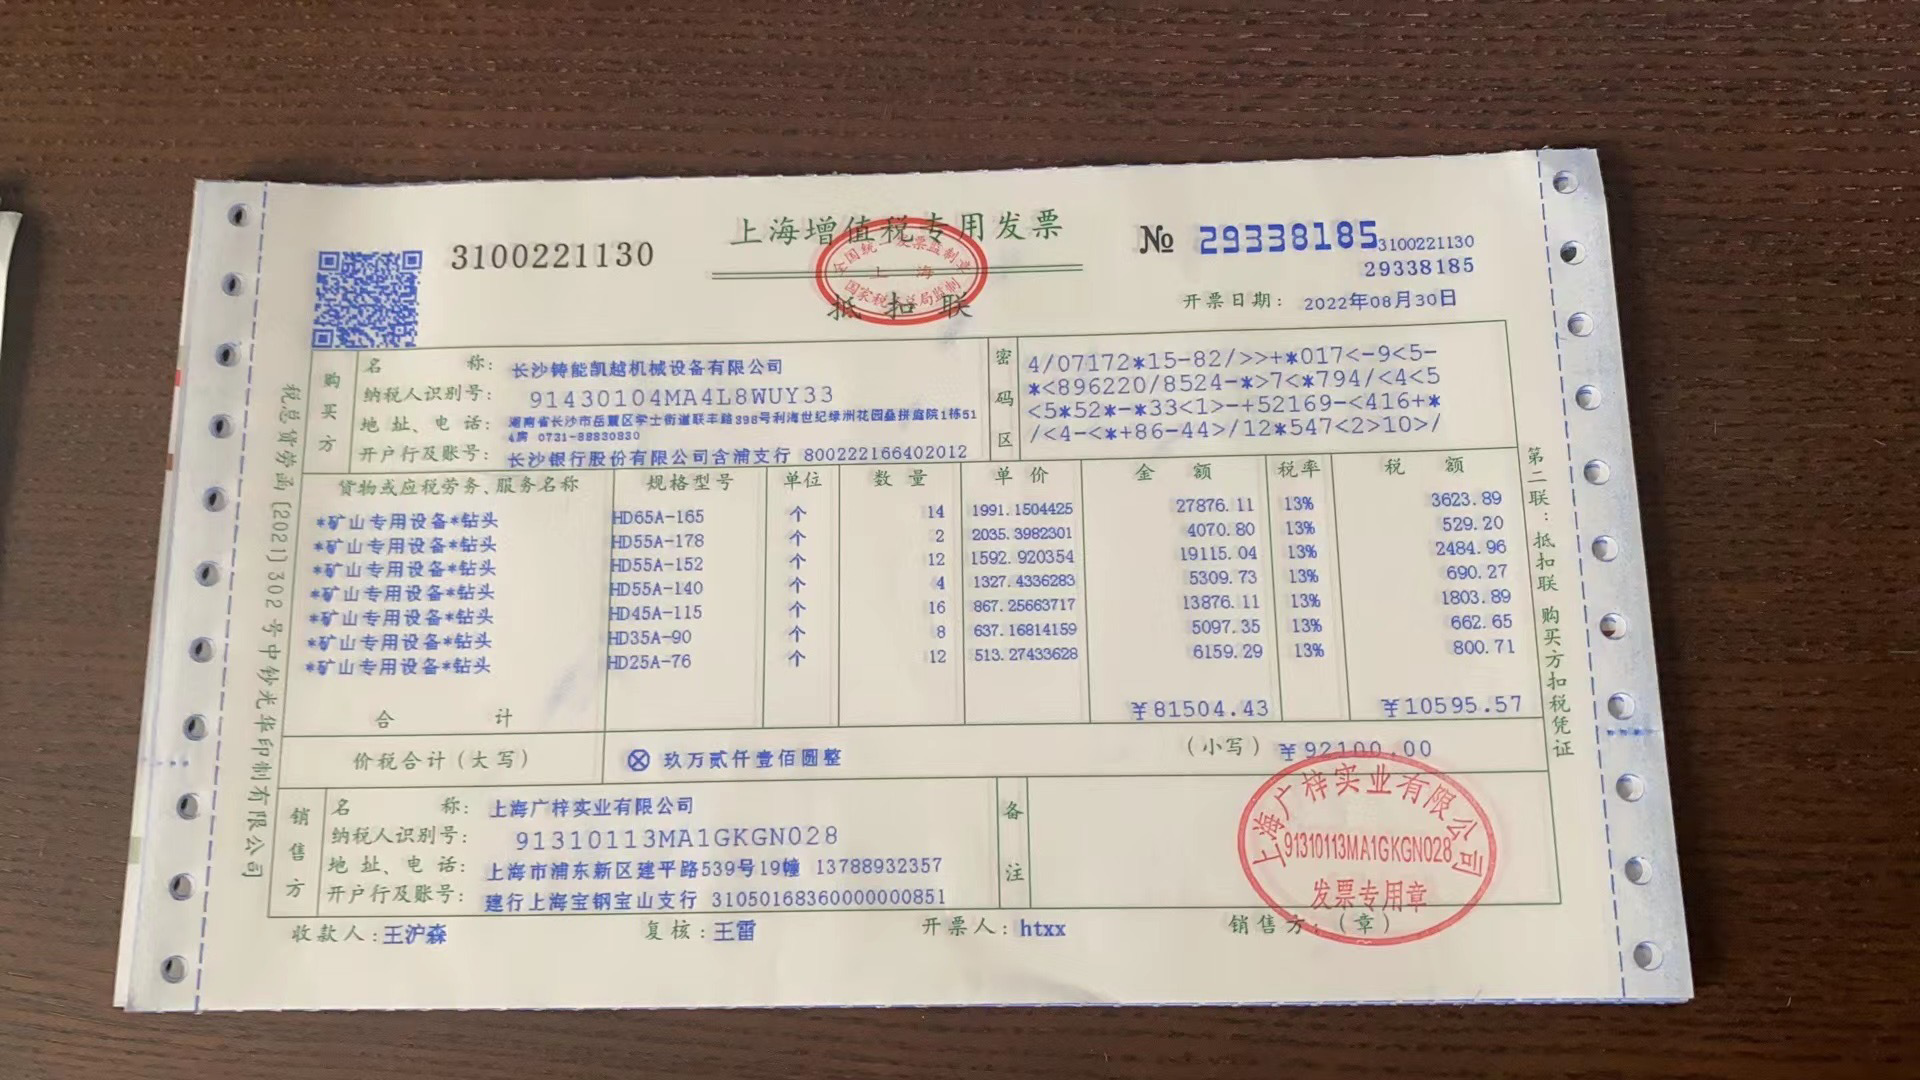 3100221130
上海增值税专用发票
全国统一发票监制章
上海
国家税务总局监制
抵扣联
№ 29338185
3100221130
29338185
开票日期: 2022年08月30日
税总货劳函[2021]302号中钞光华印制有限公司
购买方
名称: 长沙铸能凯越机械设备有限公司
纳税人识别号: 91430104MA4L8WUY33
地址、电话: 湖南省长沙市岳麓区学士街道联丰路398号利海世纪绿洲花园叠拼庭院1栋51
4房 0731-88830830
开户行及账号: 长沙银行股份有限公司含浦支行 800222166402012
密码区
4/07172*15-82/>>+*017<-9<5-
*<896220/8524-*>7<*794/<4<5
<5*52*-*33<1>-+52169-<416+*
/<4-<*+86-44>/12*547<2>10>/
货物或应税劳务、服务名称 规格型号 单位 数量 单价 金额 税率 税额
*矿山专用设备*钻头 HD65A-165 个 14 1991.1504425 27876.11 13% 3623.89
*矿山专用设备*钻头 HD55A-178 个 2 2035.3982301 4070.80 13% 529.20
*矿山专用设备*钻头 HD55A-152 个 12 1592.920354 19115.04 13% 2484.96
*矿山专用设备*钻头 HD55A-140 个 4 1327.4336283 5309.73 13% 690.27
*矿山专用设备*钻头 HD45A-115 个 16 867.25663717 13876.11 13% 1803.89
*矿山专用设备*钻头 HD35A-90 个 8 637.16814159 5097.35 13% 662.65
*矿山专用设备*钻头 HD25A-76 个 12 513.27433628 6159.29 13% 800.71
合计 ¥81504.43 ¥10595.57
价税合计(大写) ⊗ 玖万贰仟壹佰圆整 (小写) ¥92100.00
销售方
名称: 上海广梓实业有限公司
纳税人识别号: 91310113MA1GKGN028
地址、电话: 上海市浦东新区建平路539号19幢 13788932357
开户行及账号: 建行上海宝钢宝山支行 31050168360000000851
备注
上海广梓实业有限公司
91310113MA1GKGN028
发票专用章
收款人: 王沪森 复核: 王雷 开票人: htxx 销售方:(章)
第二联:抵扣联 购买方扣税凭证